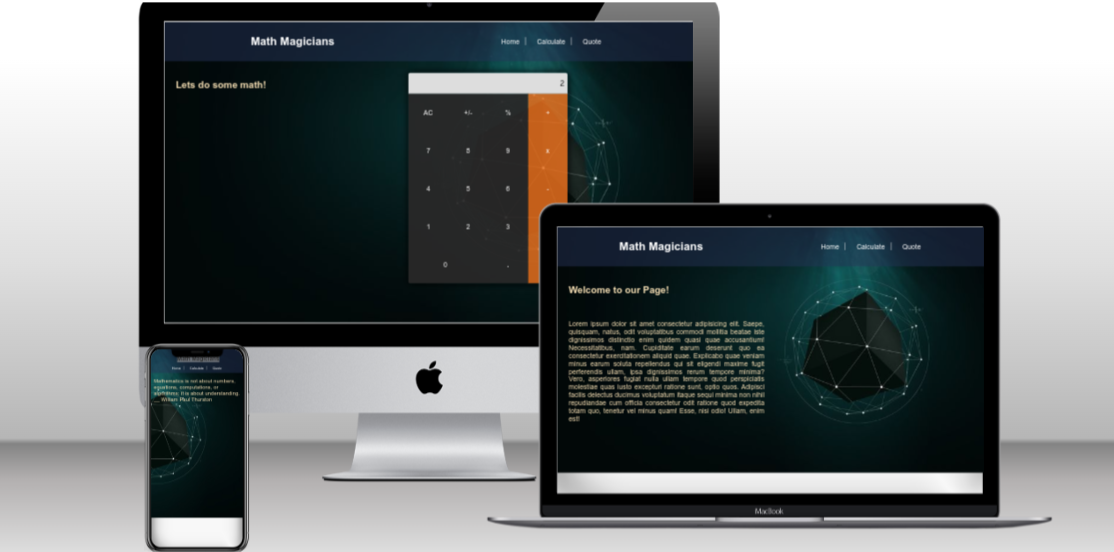 Math Magicians
Home | Calculate | Quote
Lets do some math!
2
AC +/- %
7 8 9 x
4 5 6 -
1 2 3
0 .
Math Magicians
Home | Calculate | Quote
Welcome to our Page!
Lorem ipsum dolor sit amet consectetur adipisicing elit. Saepe,
quisquam, natus, odit voluptatibus commodi mollitia beatae iste
dignissimos distinctio enim quidem quasi quae accusantium!
Necessitatibus, nam. Cupiditate earum deserunt quo ea
consectetur exercitationem aliquid quae. Explicabo quae veniam
minus earum soluta repellendus qui sit eligendi maxime fugit
perferendis ullam, ipsa dignissimos rerum tempore minima?
Vero, asperiores fugiat nulla ullam tempore quod perspiciatis
molestiae quas iusto excepturi ratione sunt, optio quos. Adipisci
facilis delectus ducimus voluptatum itaque sequi minima non nihil
repudiandae cum officia consectetur odit ratione quod expedita
totam quo, tenetur vel minus quam! Esse, nisi odio! Ullam, enim
est!
MacBook
Home | Calculate | Quote
Mathematics is not about numbers,
equations, computations, or
algorithms: it is about understanding.
William Paul Thurston